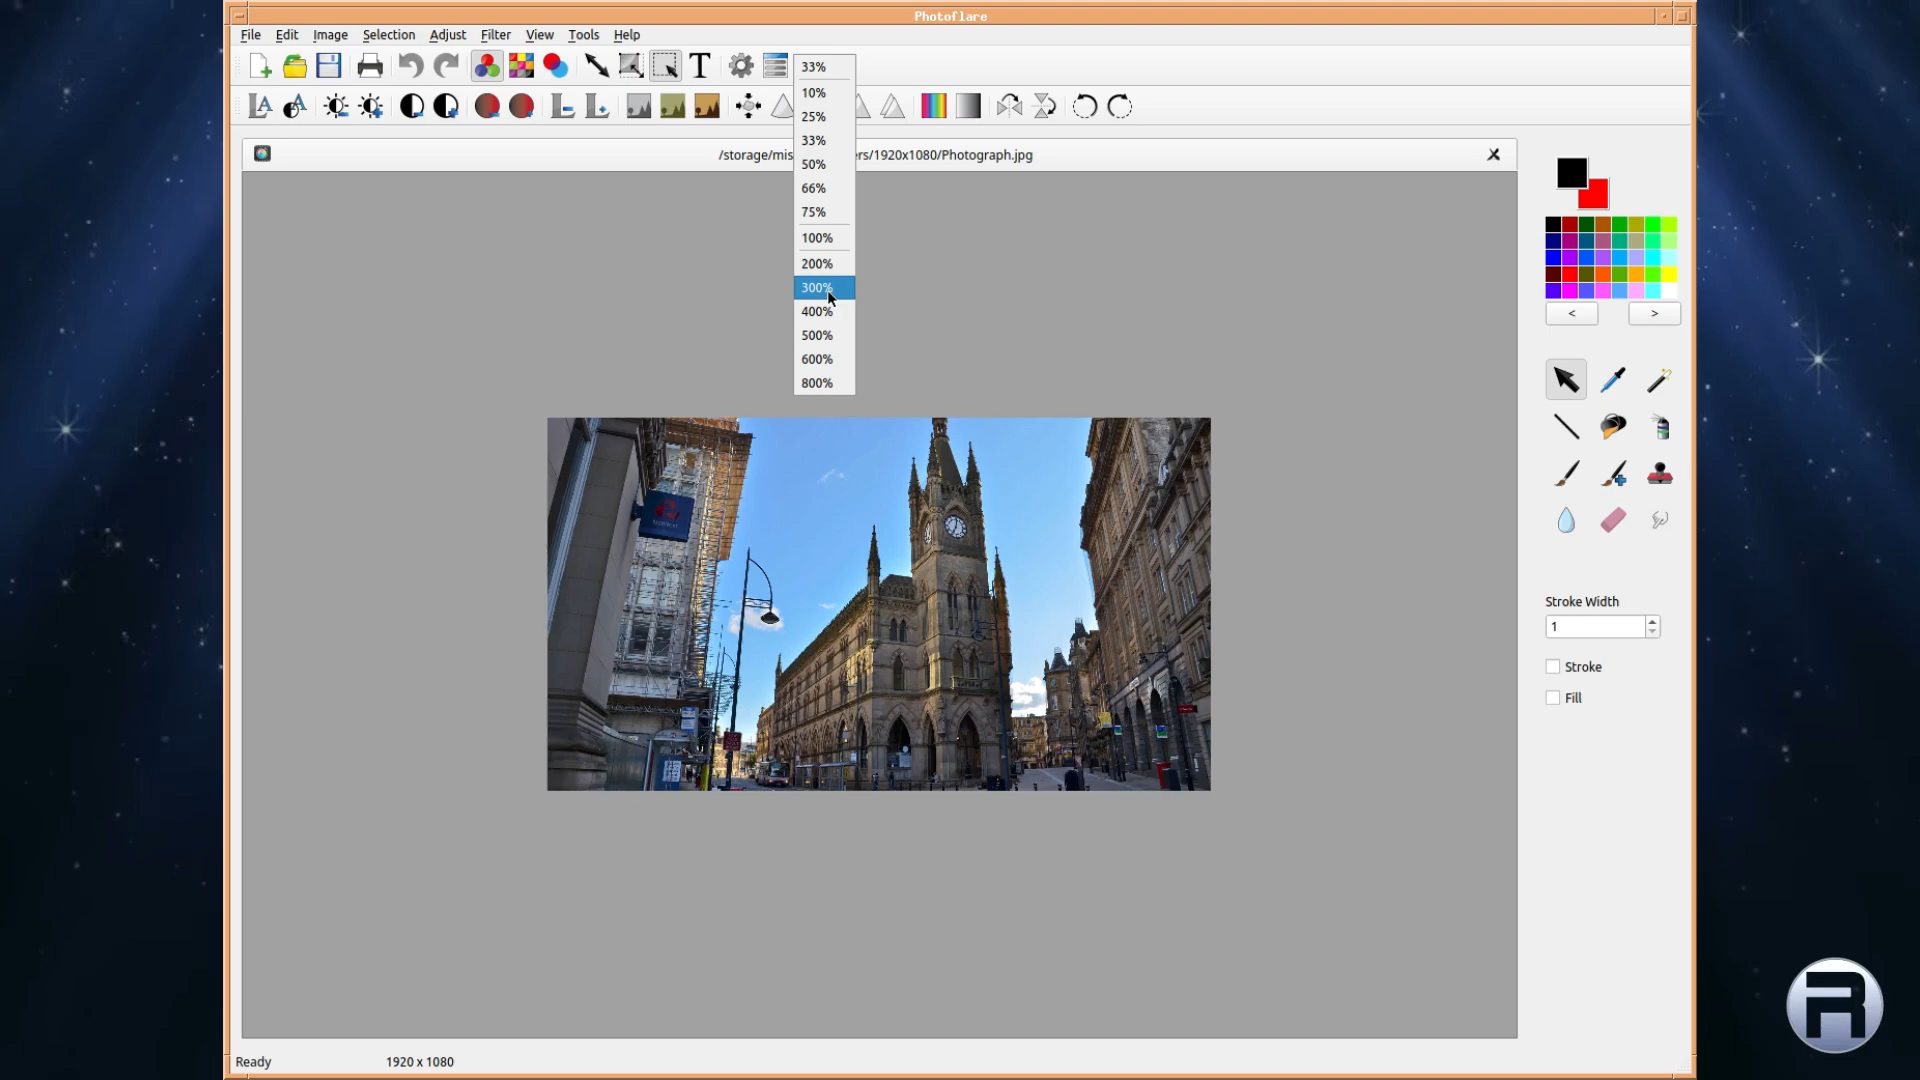 Photoflare
File Edit Image Selection Adjust Filter View Tools Help
T
33%
10%
25%
33%
50%
66%
75%
100%
200%
300%
400%
500%
600%
800%
/storage/mis
rs/1920x1080/Photograph.jpg
X
< >
Stroke Width
1
Stroke
Fill
Ready 1920 x 1080
R